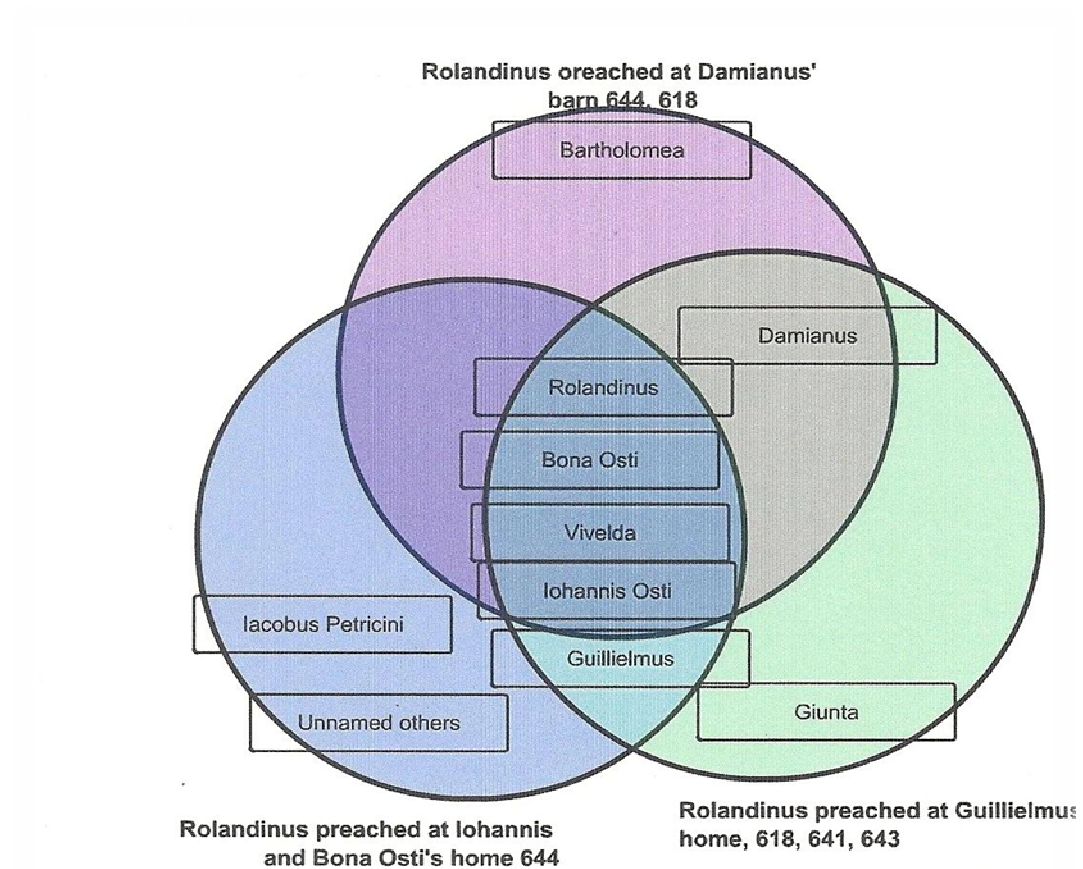 Rolandinus oreached at Damianus'
barn 644, 618
Bartholomea
Damianus
Rolandinus
Bona Osti
Vivelda
Iohannis Osti
Iacobus Petricini
Guillielmus
Unnamed others
Giunta
Rolandinus preached at Iohannis
and Bona Osti's home 644
Rolandinus preached at Guillielmus
home, 618, 641, 643